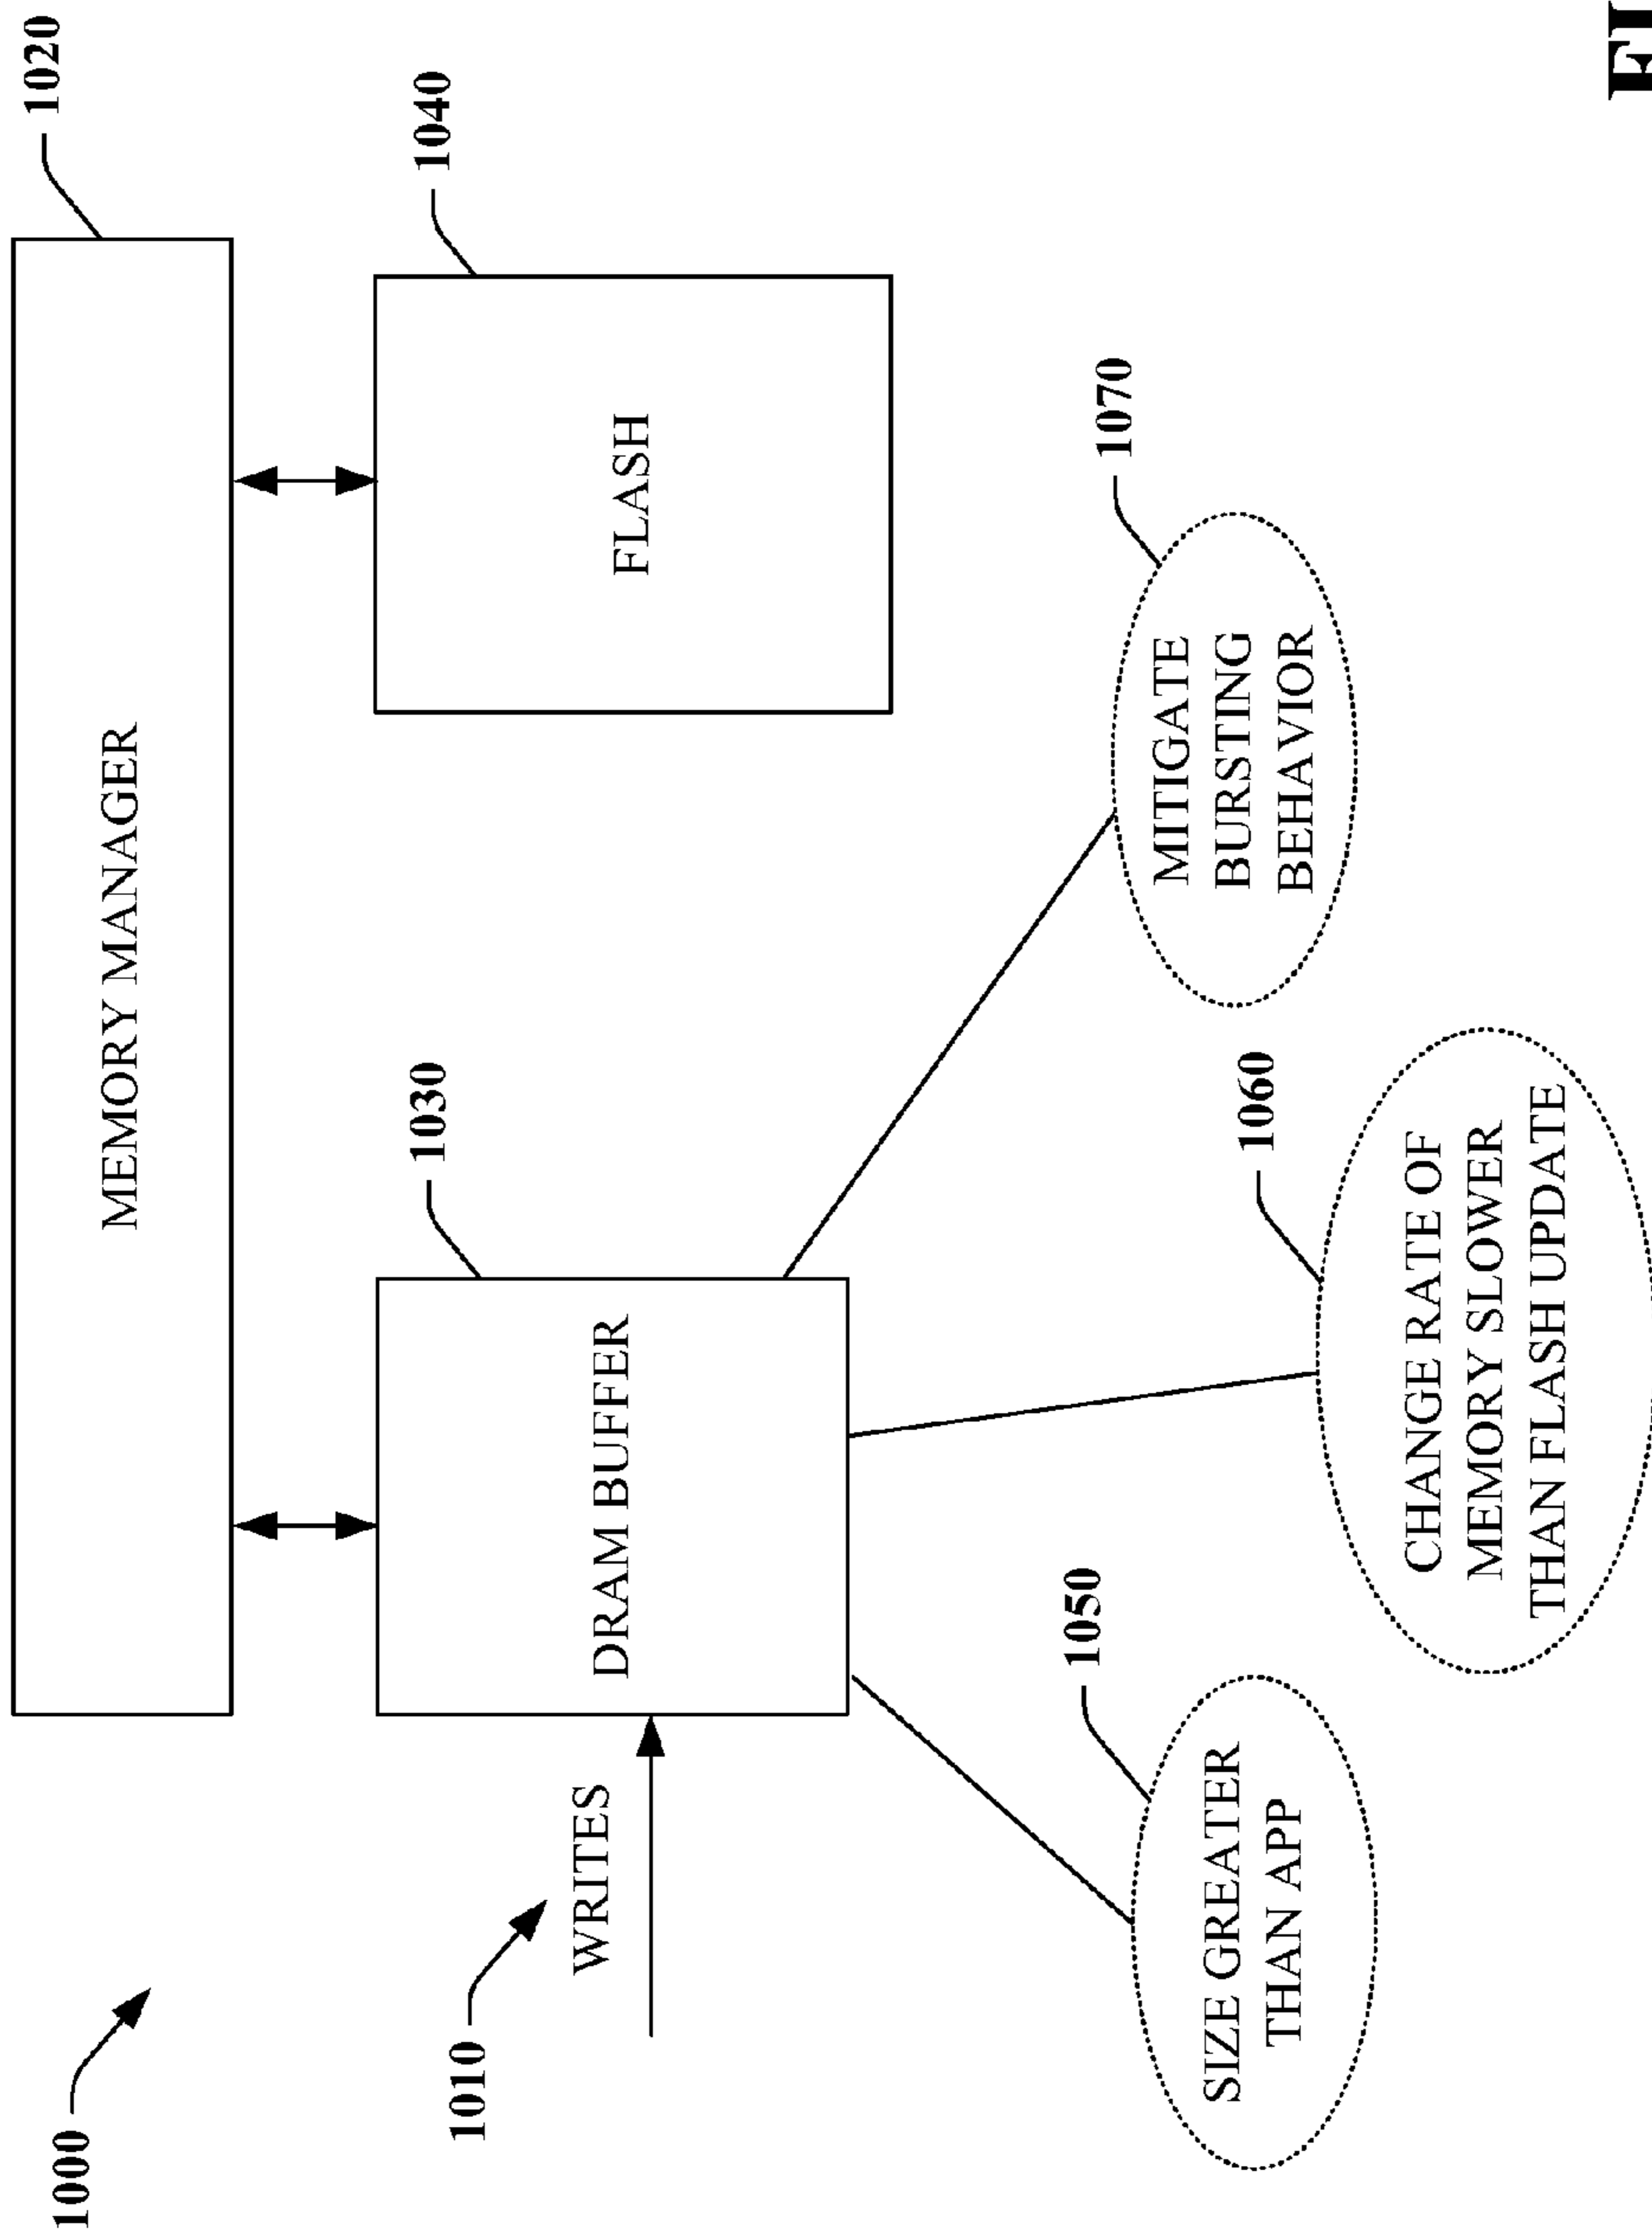 1000
1020
MEMORY MANAGER
1010
1030
1040
WRITES
DRAM BUFFER
FLASH
1050
1070
SIZE GREATER
THAN APP
MITIGATE
BURSTING
BEHAVIOR
1060
CHANGE RATE OF
MEMORY SLOWER
THAN FLASH UPDATE